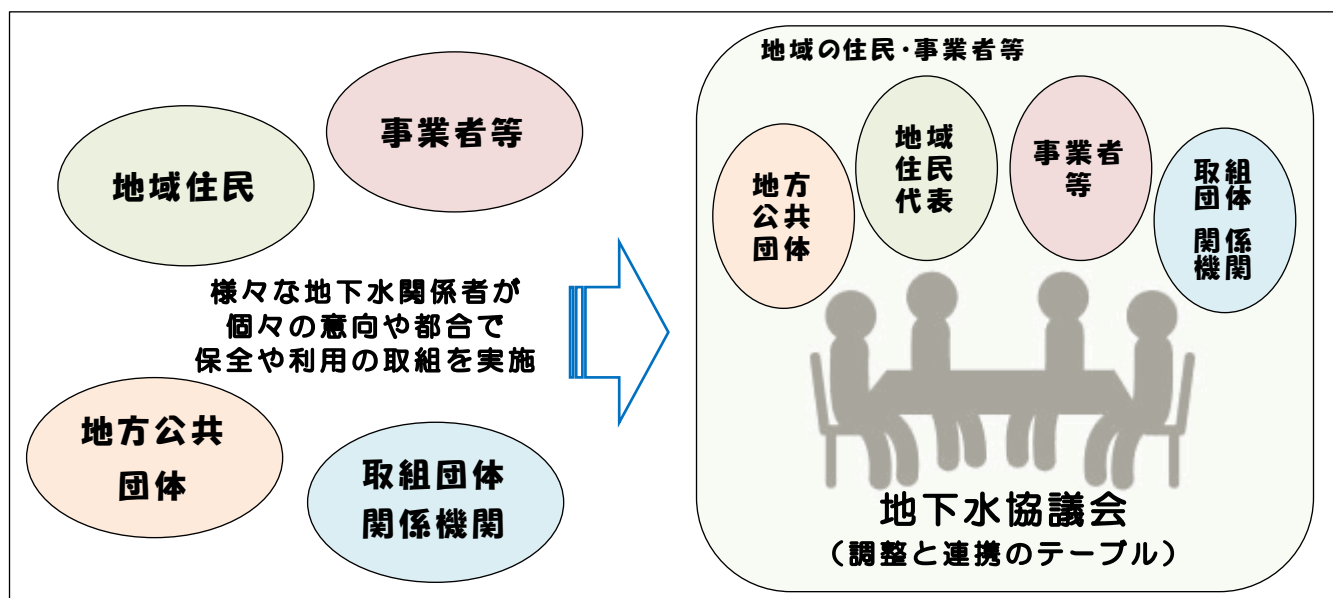 事業者等
地域住民
様々な地下水関係者が
個々の意向や都合で
保全や利用の取組を実施
地方公共
団体
取組団体
関係機関
地域の住民・事業者等
地方
公共
団体
地域
住民
代表
事業者
等
取組
団体
関係
機関
地下水協議会
（調整と連携のテーブル）